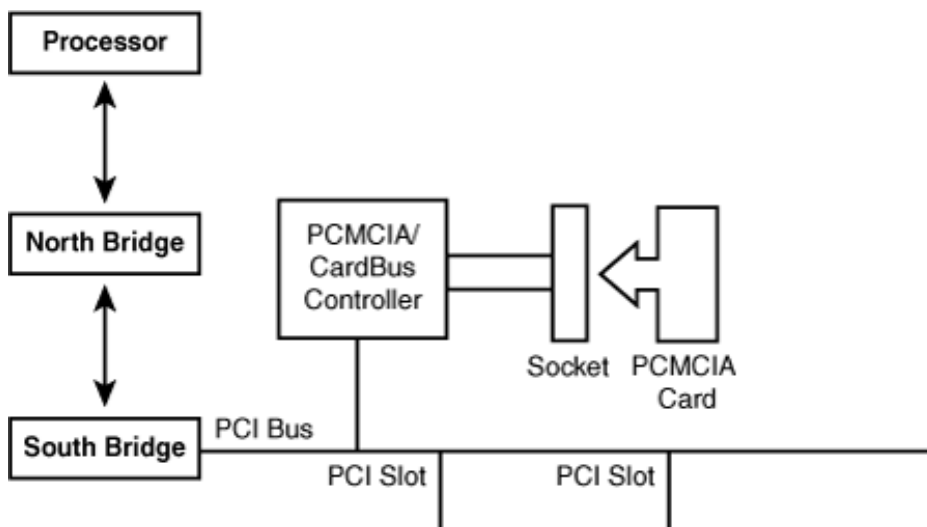 Processor
North Bridge
PCMCIA/
CardBus
Controller
Socket
PCMCIA
Card
South Bridge
PCI Bus
PCI Slot
PCI Slot